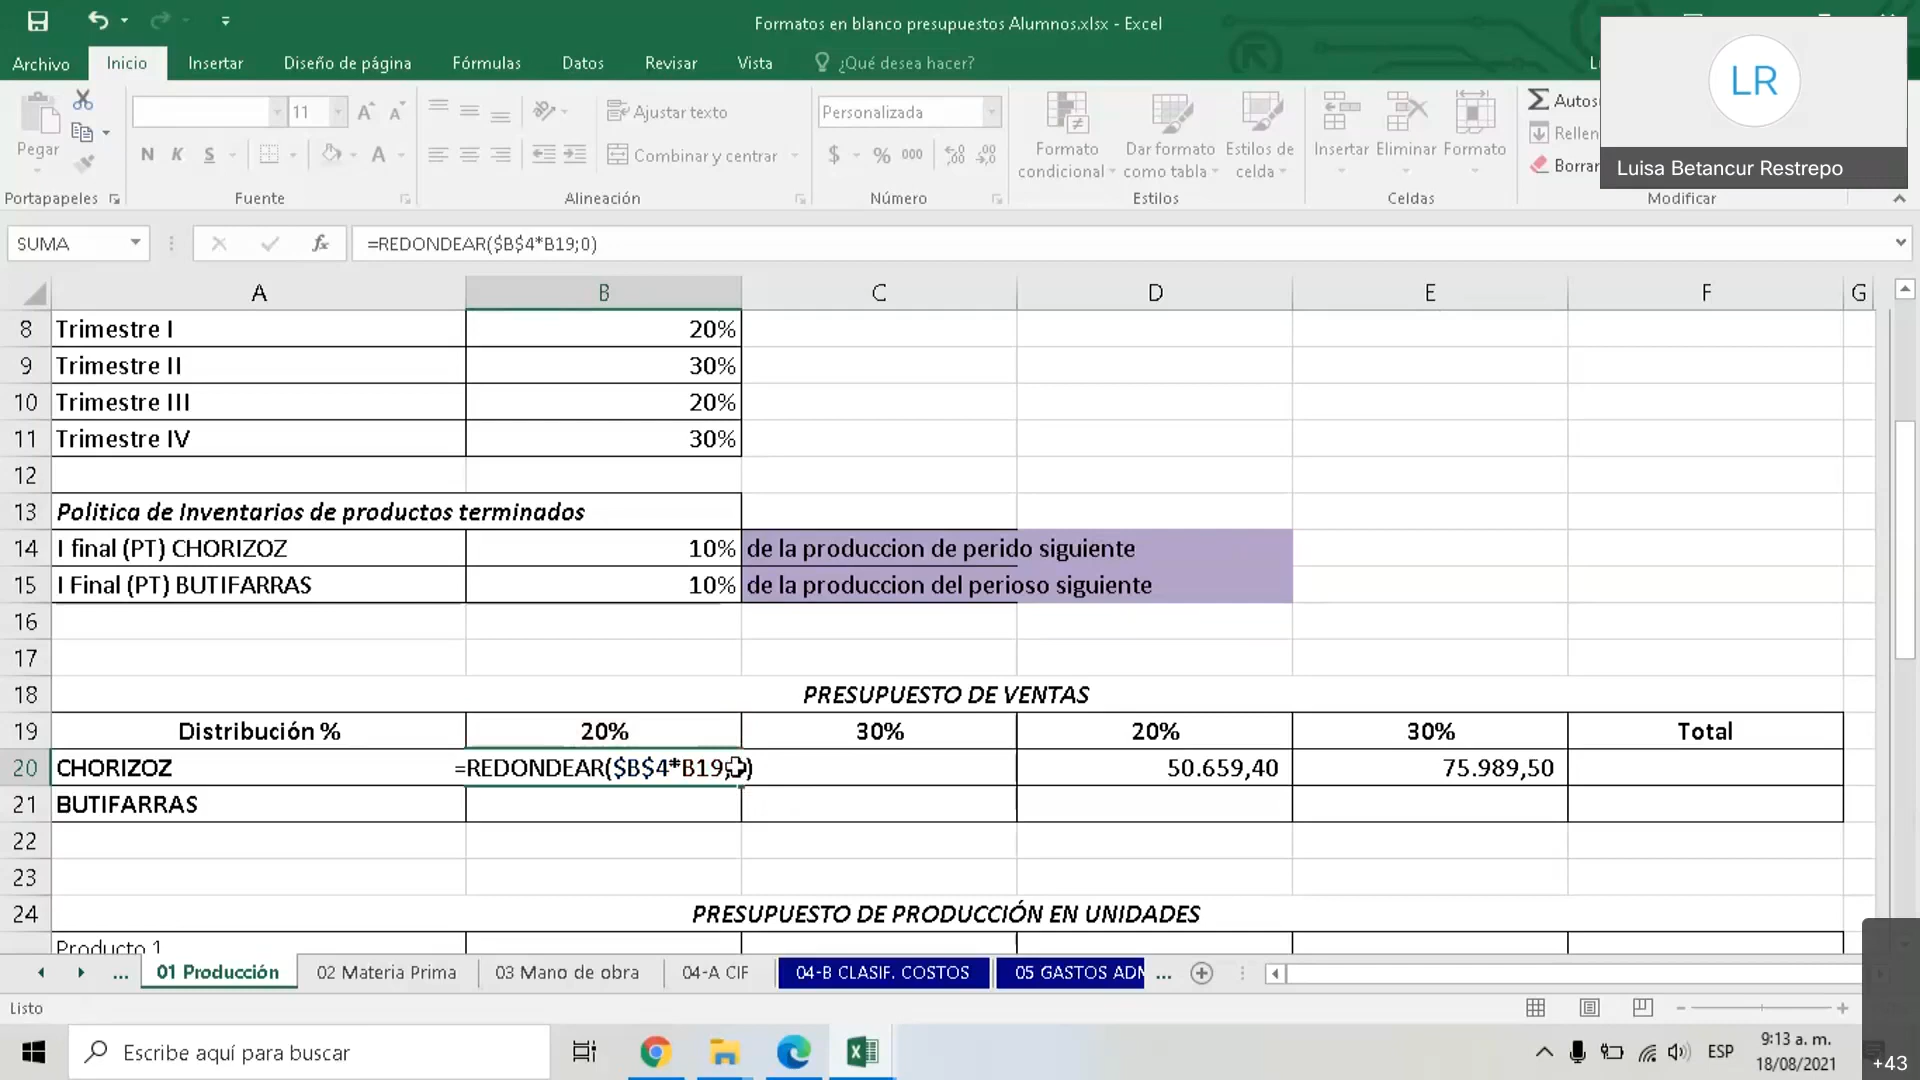 Formatos en blanco presupuestos Alumnos.xlsx - Excel
Archivo Inicio Insertar Diseño de página Fórmulas Datos Revisar Vista ¿Qué desea hacer?
LR
Luisa Betancur Restrepo
Pegar
11
Ajustar texto
Personalizada
N K S
A
Combinar y centrar
$ % 000
Formato condicional
Dar formato como tabla
Estilos de celda
Insertar Eliminar Formato
Portapapeles Fuente Alineación Número Estilos Celdas Modificar
SUMA fx =REDONDEAR($B$4*B19;0)
A B C D E F G
8 Trimestre I 20%
9 Trimestre II 30%
10 Trimestre III 20%
11 Trimestre IV 30%
12
13 Politica de Inventarios de productos terminados
14 I final (PT) CHORIZOZ 10% de la produccion de perido siguiente
15 I Final (PT) BUTIFARRAS 10% de la produccion del perioso siguiente
16
17
18 PRESUPUESTO DE VENTAS
19 Distribución % 20% 30% 20% 30% Total
20 CHORIZOZ =REDONDEAR($B$4*B19; ) 50.659,40 75.989,50
21 BUTIFARRAS
22
23
24 PRESUPUESTO DE PRODUCCIÓN EN UNIDADES
Producto 1
... 01 Producción 02 Materia Prima 03 Mano de obra 04-A CIF 04-B CLASIF. COSTOS 05 GASTOS ADM ...
Listo
Escribe aquí para buscar
ESP
9:13 a. m.
18/08/2021
+43